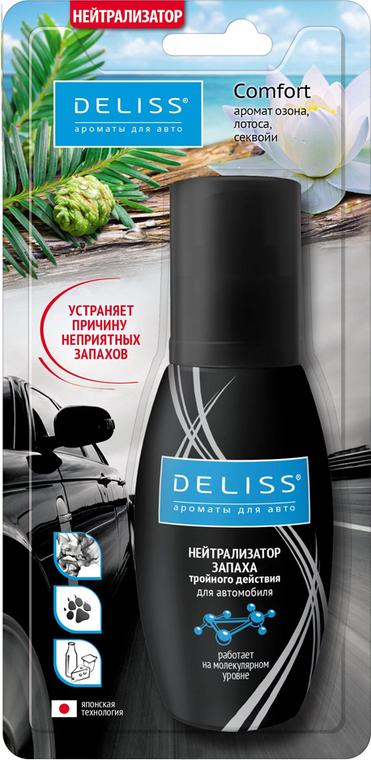 НЕЙТРАЛИЗАТОР
DELISS®
ароматы для авто
Comfort
аромат озона,
лотоса,
секвойи
УСТРАНЯЕТ
ПРИЧИНУ
НЕПРИЯТНЫХ
ЗАПАХОВ
DELISS®
ароматы для авто
НЕЙТРАЛИЗАТОР
ЗАПАХА
тройного действия
для автомобиля
работает
на молекулярном
уровне
ЯПОНСКАЯ
ТЕХНОЛОГИЯ